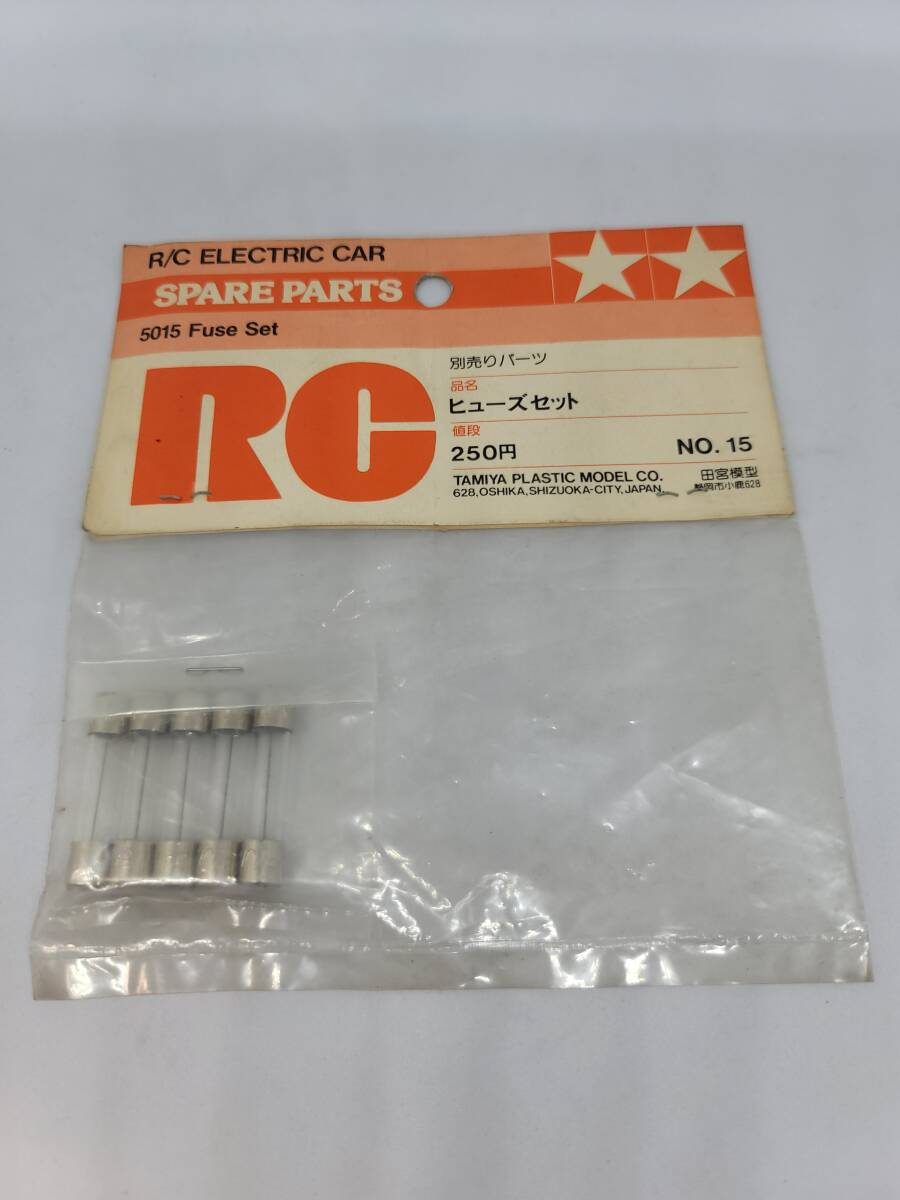 R/C ELECTRIC CAR
SPARE PARTS
5015 Fuse Set
RC
別売りパーツ
品名
ヒューズセット
値段
250円
NO. 15
TAMIYA PLASTIC MODEL CO.
628, OSHIKA, SHIZUOKA-CITY, JAPAN
田宮模型
静岡市小鹿628